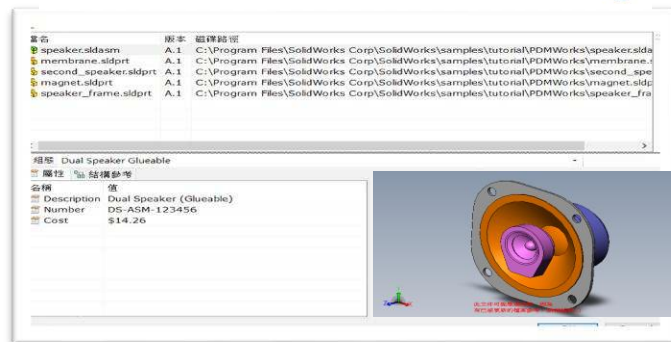 名 版本 磁碟路徑
speaker.sldasm A.1 C:\Program Files\SolidWorks Corp\SolidWorks\samples\tutorial\PDMWorks\speaker.slda
membrane.sldprt A.1 C:\Program Files\SolidWorks Corp\SolidWorks\samples\tutorial\PDMWorks\membrane.s
second_speaker.sldprt A.1 C:\Program Files\SolidWorks Corp\SolidWorks\samples\tutorial\PDMWorks\second_spe
magnet.sldprt A.1 C:\Program Files\SolidWorks Corp\SolidWorks\samples\tutorial\PDMWorks\magnet.sldp
speaker_frame.sldprt A.1 C:\Program Files\SolidWorks Corp\SolidWorks\samples\tutorial\PDMWorks\speaker_fra
組態 Dual Speaker Glueable
屬性 結構參考
名稱 值
Description Dual Speaker (Glueable)
Number DS-ASM-123456
Cost $14.26